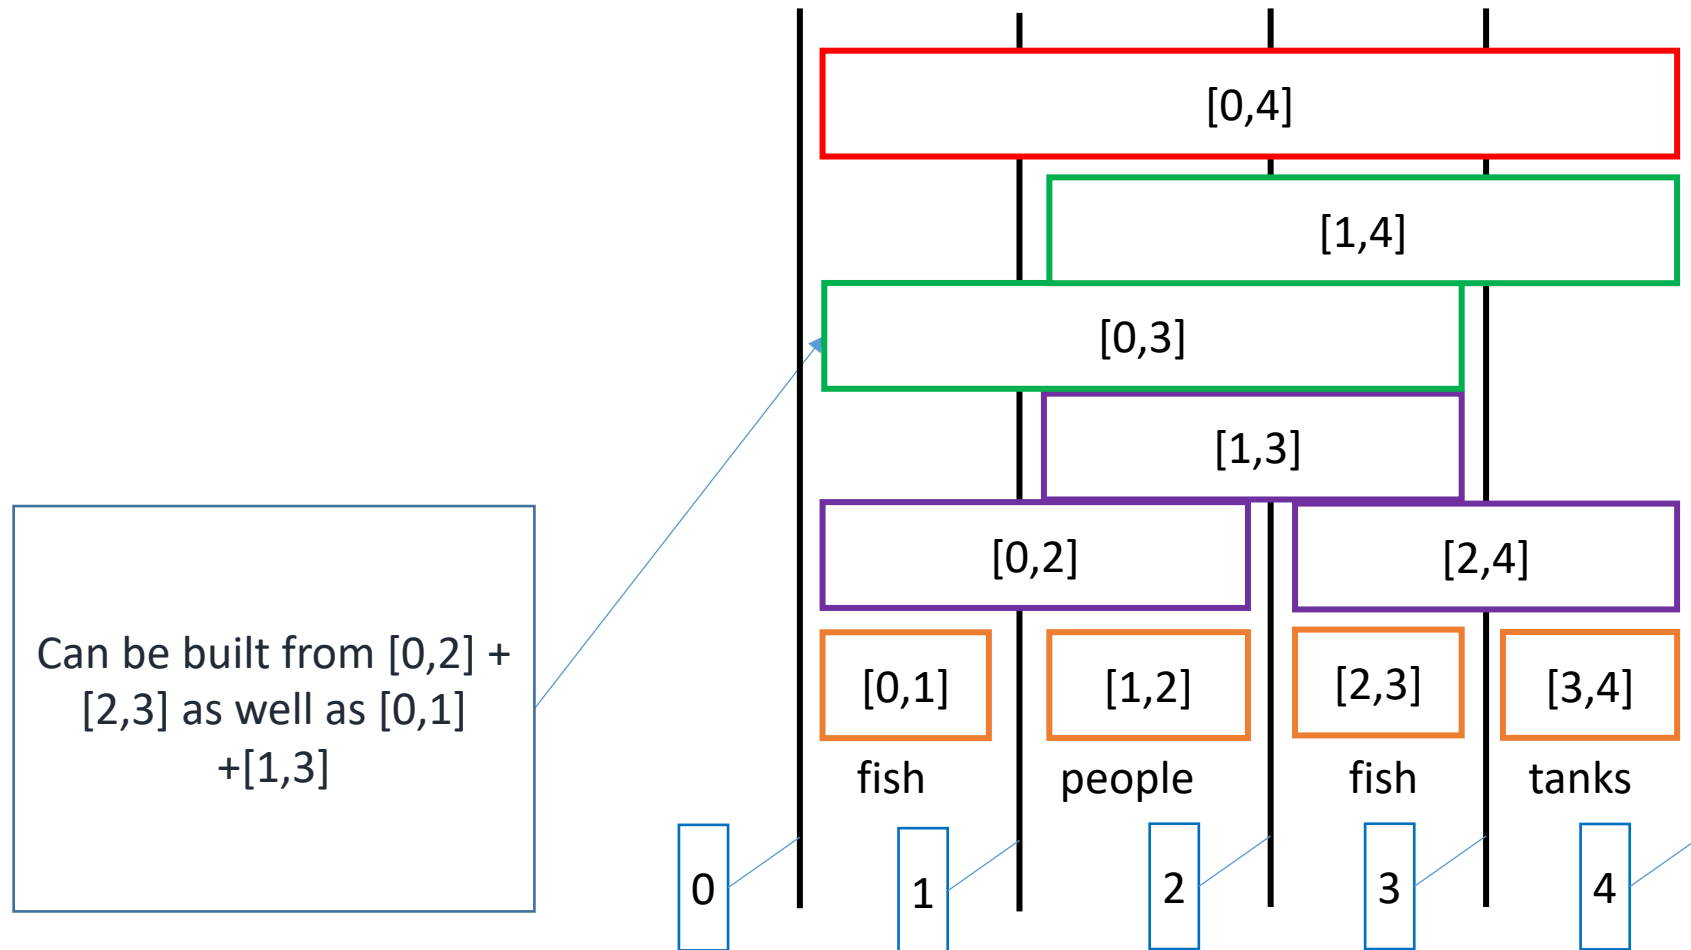 [0,4]
[1,4]
[0,3]
[1,3]
[0,2]
[2,4]
Can be built from [0,2] +
[2,3] as well as [0,1]
+[1,3]
[0,1]
[1,2]
[2,3]
[3,4]
fish
people
fish
tanks
0
1
2
3
4